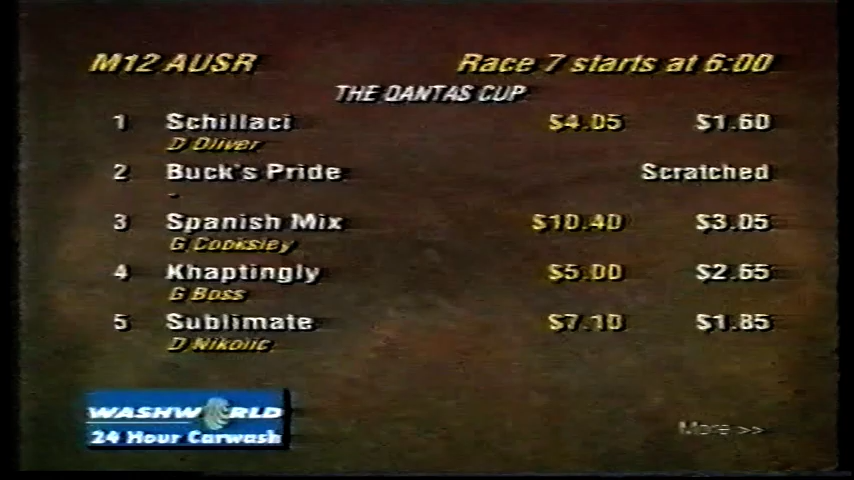 M12 AUSR Race 7 starts at 6:00
THE QANTAS CUP
1 Schillaci $4.05 $1.60
D Oliver
2 Buck's Pride Scratched
-
3 Spanish Mix $10.40 $3.05
G Cooksley
4 Khaptingly $5.00 $2.65
G Boss
5 Sublimate $7.10 $1.85
D Nikolic
WASHWORLD
24 Hour Carwash
More >>